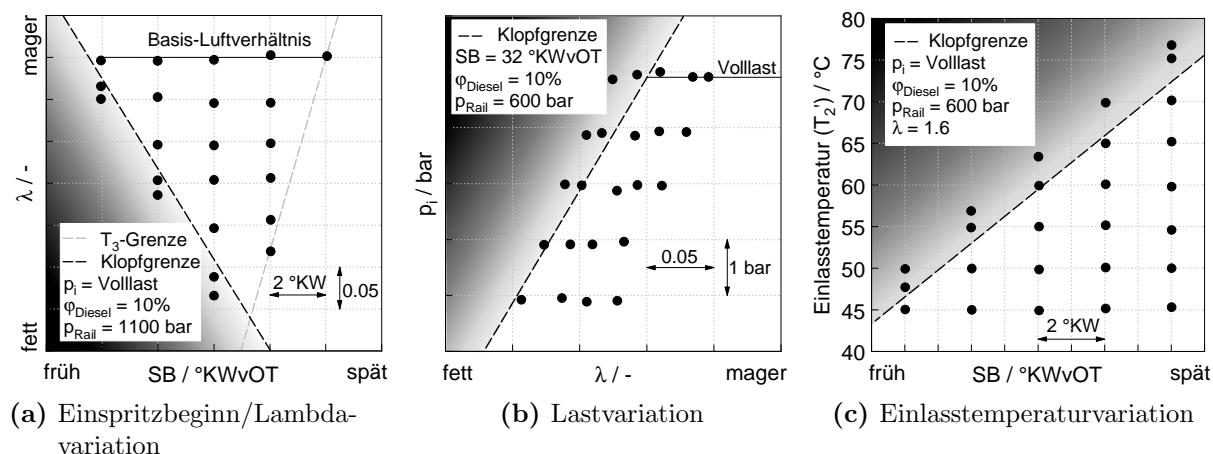 mager
λ / -
fett
Basis-Luftverhältnis
T₃-Grenze
Klopfgrenze
pᵢ = Volllast
φDiesel = 10%
pRail = 1100 bar
2 °KW
0.05
früh
SB / °KWvOT
spät
(a) Einspritzbeginn/Lambda-
variation
pᵢ / bar
Klopfgrenze
SB = 32 °KWvOT
φDiesel = 10%
pRail = 600 bar
Volllast
0.05
1 bar
fett
λ / -
mager
(b) Lastvariation
Einlasstemperatur (T₂') / °C
80
75
70
65
60
55
50
45
40
Klopfgrenze
pᵢ = Volllast
φDiesel = 10%
pRail = 600 bar
λ = 1.6
2 °KW
früh
SB / °KWvOT
spät
(c) Einlasstemperaturvariation